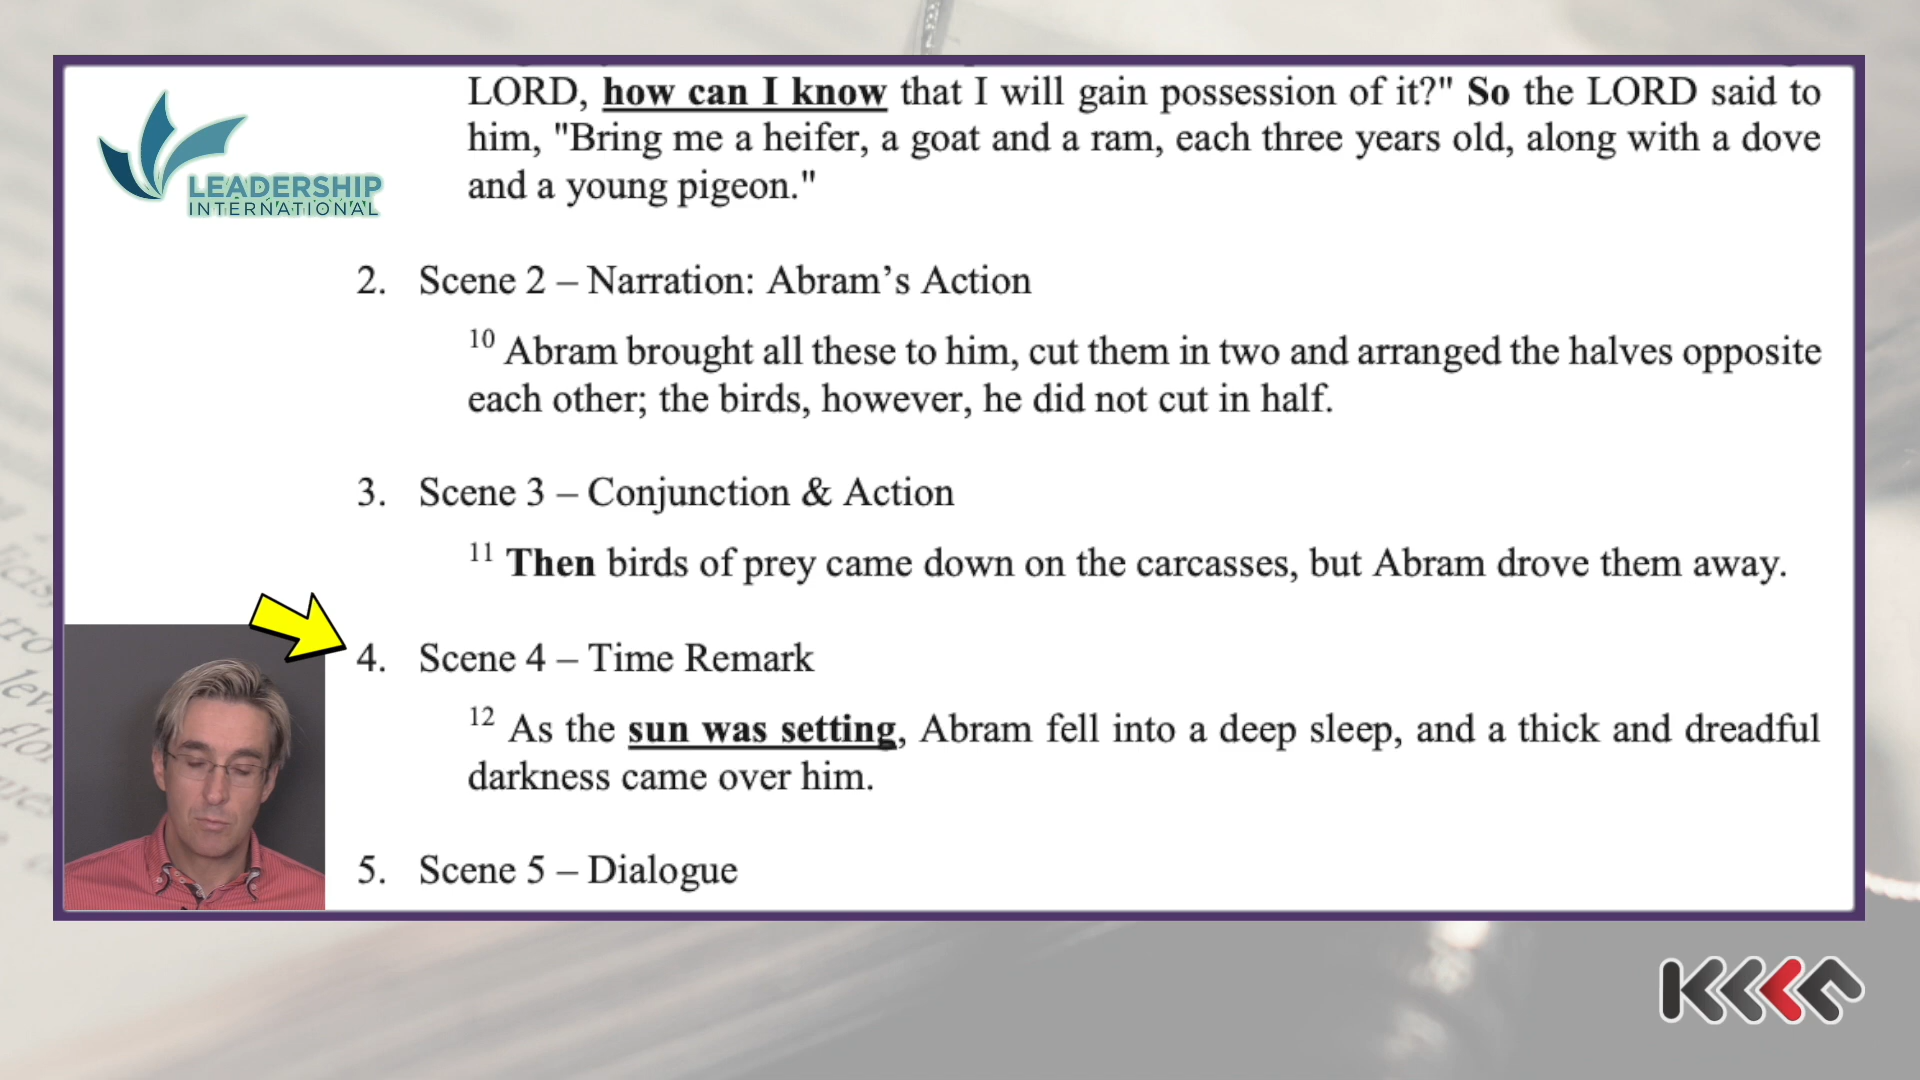 LEADERSHIP
INTERNATIONAL
LORD, how can I know that I will gain possession of it?" So the LORD said to
him, "Bring me a heifer, a goat and a ram, each three years old, along with a dove
and a young pigeon."
2. Scene 2 – Narration: Abram’s Action
10 Abram brought all these to him, cut them in two and arranged the halves opposite
each other; the birds, however, he did not cut in half.
3. Scene 3 – Conjunction & Action
11 Then birds of prey came down on the carcasses, but Abram drove them away.
4. Scene 4 – Time Remark
12 As the sun was setting, Abram fell into a deep sleep, and a thick and dreadful
darkness came over him.
5. Scene 5 – Dialogue